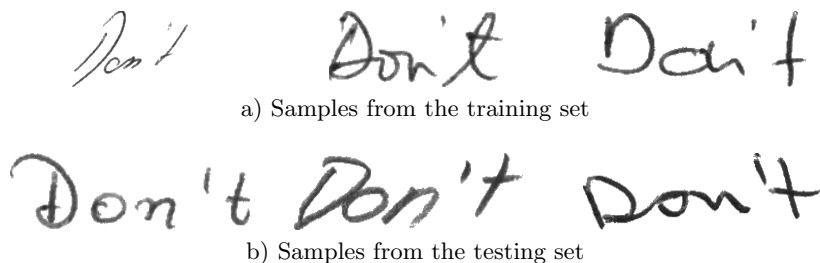 Don't Don't Don't
a) Samples from the training set
Don't Don't Don't
b) Samples from the testing set